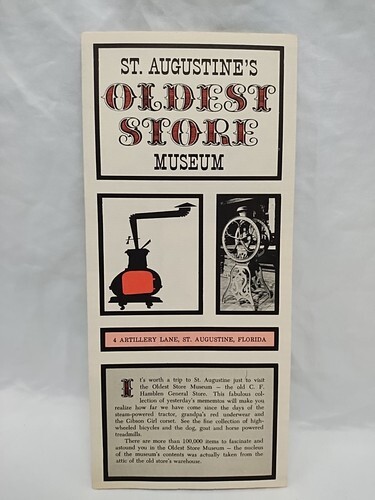 ST. AUGUSTINE'S
OLDEST
STORE
MUSEUM
4 ARTILLERY LANE, ST. AUGUSTINE, FLORIDA
It's worth a trip to St. Augustine just to visit
the Oldest Store Museum — the old C. F.
Hamblen General Store. This fabulous col-
lection of yesterday's mementos will make you
realize how far we have come since the days of the
steam-powered tractor, grandpa's red underwear and
the Gibson Girl corset. See the fine collection of high-
wheeled bicycles and the dog, goat and horse powered
treadmills.
There are more than 100,000 items to fascinate and
astound you in the Oldest Store Museum — the nucleus
of the museum's contents was actually taken from the
attic of the old store's warehouse.